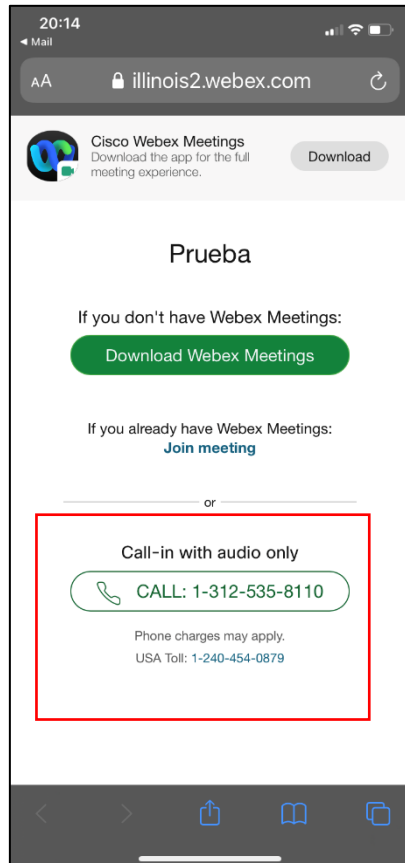 20:14
◀ Mail
AA illinois2.webex.com
Cisco Webex Meetings
Download the app for the full
meeting experience.
Download
Prueba
If you don't have Webex Meetings:
Download Webex Meetings
If you already have Webex Meetings:
Join meeting
or
Call-in with audio only
CALL: 1-312-535-8110
Phone charges may apply.
USA Toll: 1-240-454-0879